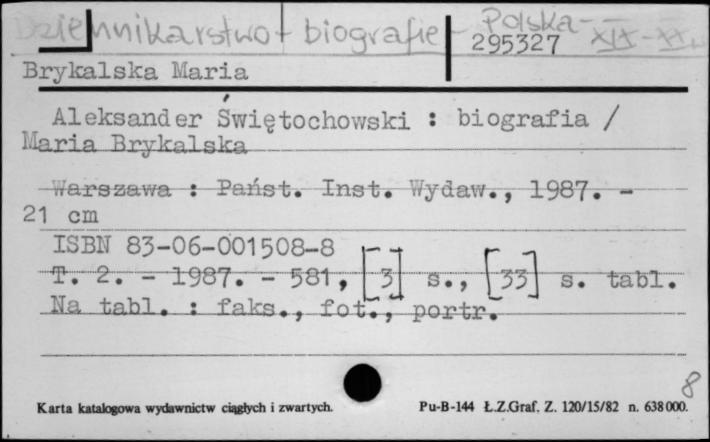 Dziennikarstwo + biografie - Polska - XIX-XX w.
295327
Brykalska Maria
Aleksander Świętochowski : biografia /
Maria Brykalska
Warszawa : Państ. Inst. Wydaw., 1987. -
21 cm
ISBN 83-06-001508-8
T. 2. - 1987. - 581, [3] s., [33] s. tabl.
Na tabl. : faks., fot., portr.
8
Karta katalogowa wydawnictw ciągłych i zwartych.
Pu-B-144 Ł.Z.Graf. Z. 120/15/82 n. 638000.